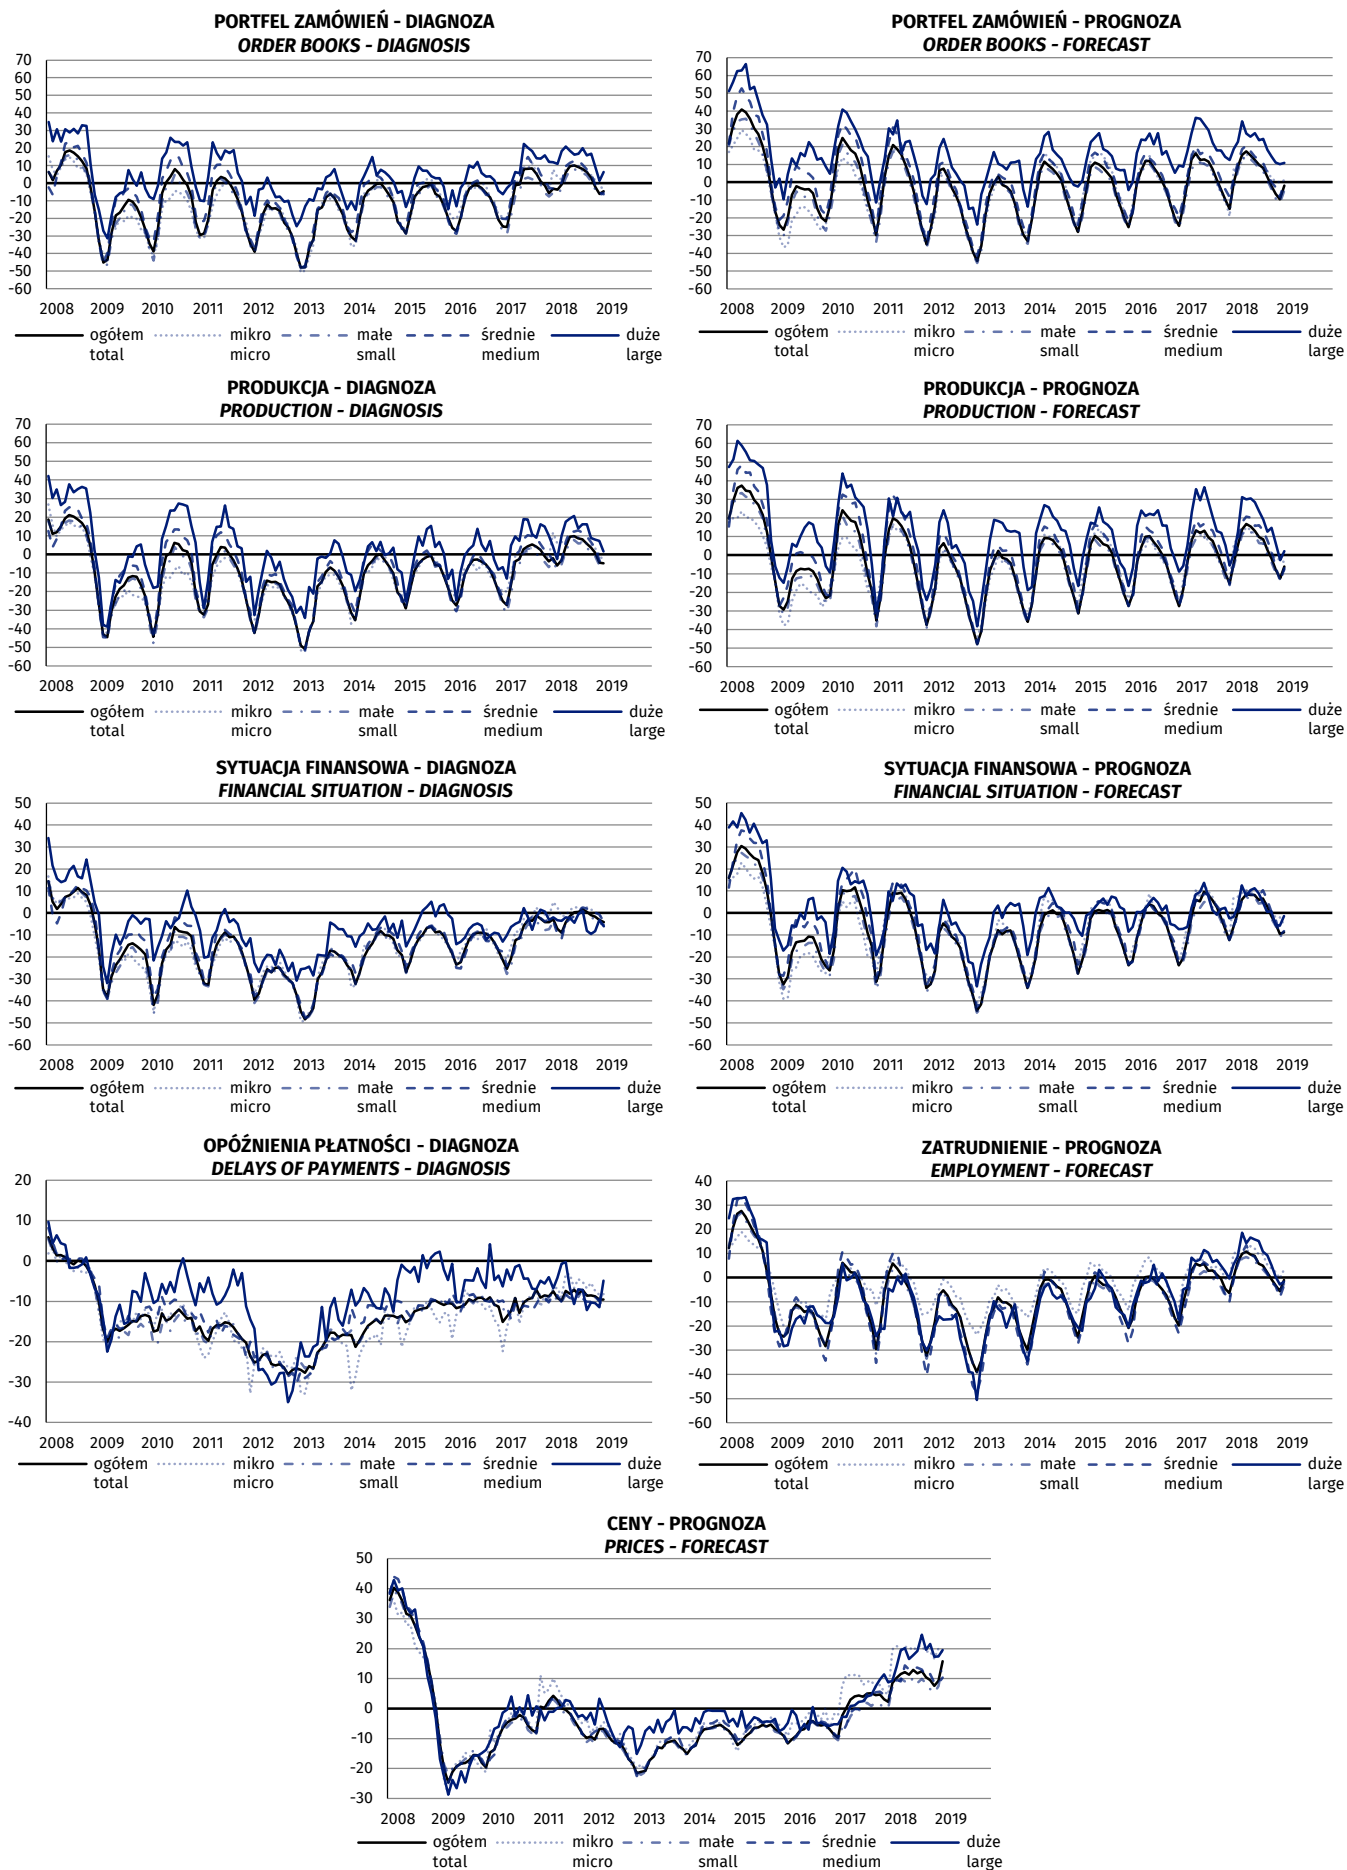 PORTFEL ZAMÓWIEŃ - DIAGNOZA
ORDER BOOKS - DIAGNOSIS
70
60
50
40
30
20
10
0
-10
-20
-30
-40
-50
-60
2008 2009 2010 2011 2012 2013 2014 2015 2016 2017 2018 2019
ogółem mikro małe średnie duże
total micro small medium large
PORTFEL ZAMÓWIEŃ - PROGNOZA
ORDER BOOKS - FORECAST
70
60
50
40
30
20
10
0
-10
-20
-30
-40
-50
-60
2008 2009 2010 2011 2012 2013 2014 2015 2016 2017 2018 2019
ogółem mikro małe średnie duże
total micro small medium large
PRODUKCJA - DIAGNOZA
PRODUCTION - DIAGNOSIS
70
60
50
40
30
20
10
0
-10
-20
-30
-40
-50
-60
2008 2009 2010 2011 2012 2013 2014 2015 2016 2017 2018 2019
ogółem mikro małe średnie duże
total micro small medium large
PRODUKCJA - PROGNOZA
PRODUCTION - FORECAST
70
60
50
40
30
20
10
0
-10
-20
-30
-40
-50
-60
2008 2009 2010 2011 2012 2013 2014 2015 2016 2017 2018 2019
ogółem mikro małe średnie duże
total micro small medium large
SYTUACJA FINANSOWA - DIAGNOZA
FINANCIAL SITUATION - DIAGNOSIS
50
40
30
20
10
0
-10
-20
-30
-40
-50
-60
2008 2009 2010 2011 2012 2013 2014 2015 2016 2017 2018 2019
ogółem mikro małe średnie duże
total micro small medium large
SYTUACJA FINANSOWA - PROGNOZA
FINANCIAL SITUATION - FORECAST
50
40
30
20
10
0
-10
-20
-30
-40
-50
-60
2008 2009 2010 2011 2012 2013 2014 2015 2016 2017 2018 2019
ogółem mikro małe średnie duże
total micro small medium large
OPÓŹNIENIA PŁATNOŚCI - DIAGNOZA
DELAYS OF PAYMENTS - DIAGNOSIS
20
10
0
-10
-20
-30
-40
2008 2009 2010 2011 2012 2013 2014 2015 2016 2017 2018 2019
ogółem mikro małe średnie duże
total micro small medium large
ZATRUDNIENIE - PROGNOZA
EMPLOYMENT - FORECAST
40
30
20
10
0
-10
-20
-30
-40
-50
-60
2008 2009 2010 2011 2012 2013 2014 2015 2016 2017 2018 2019
ogółem mikro małe średnie duże
total micro small medium large
CENY - PROGNOZA
PRICES - FORECAST
50
40
30
20
10
0
-10
-20
-30
2008 2009 2010 2011 2012 2013 2014 2015 2016 2017 2018 2019
ogółem mikro małe średnie duże
total micro small medium large